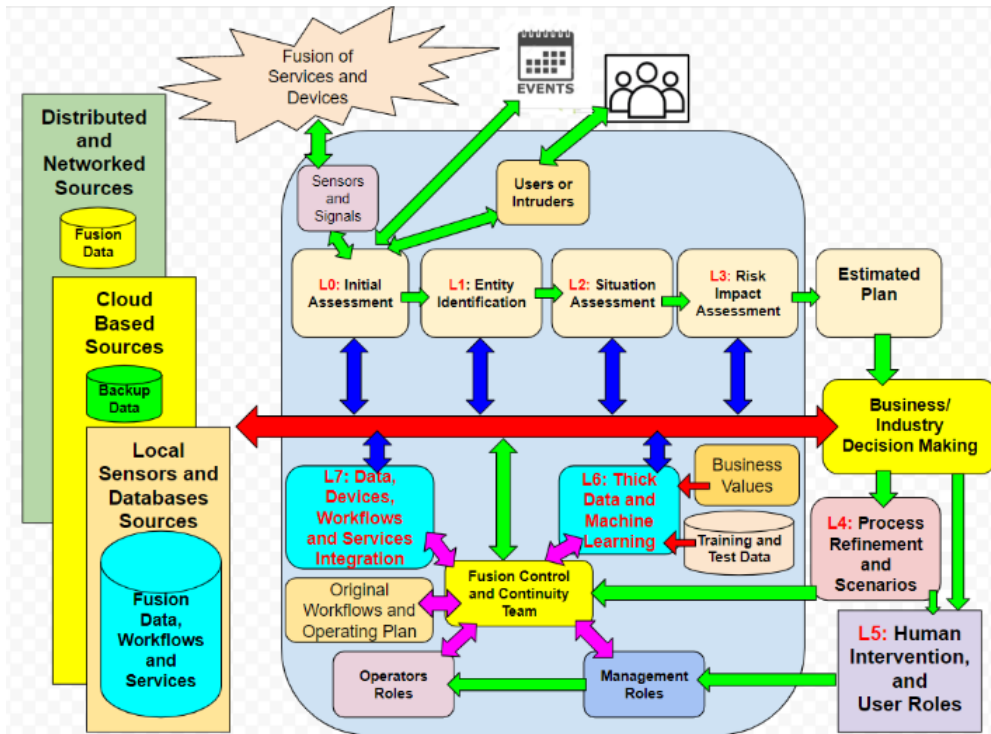 Fusion of
Services and
Devices
EVENTS
Distributed
and
Networked
Sources
Fusion
Data
Cloud
Based
Sources
Backup
Data
Local
Sensors and
Databases
Sources
Fusion
Data,
Workflows
and
Services
Sensors
and
Signals
Users or
Intruders
L0: Initial
Assessment
L1: Entity
Identification
L2: Situation
Assessment
L3: Risk
Impact
Assessment
Estimated
Plan
Business/
Industry
Decision Making
L7: Data,
Devices,
Workflows
and Services
Integration
L6: Thick
Data and
Machine
Learning
Business
Values
Training and
Test Data
L4: Process
Refinement
and
Scenarios
Fusion Control
and Continuity
Team
Original
Workflows and
Operating Plan
Operators
Roles
Management
Roles
L5: Human
Intervention,
and
User Roles